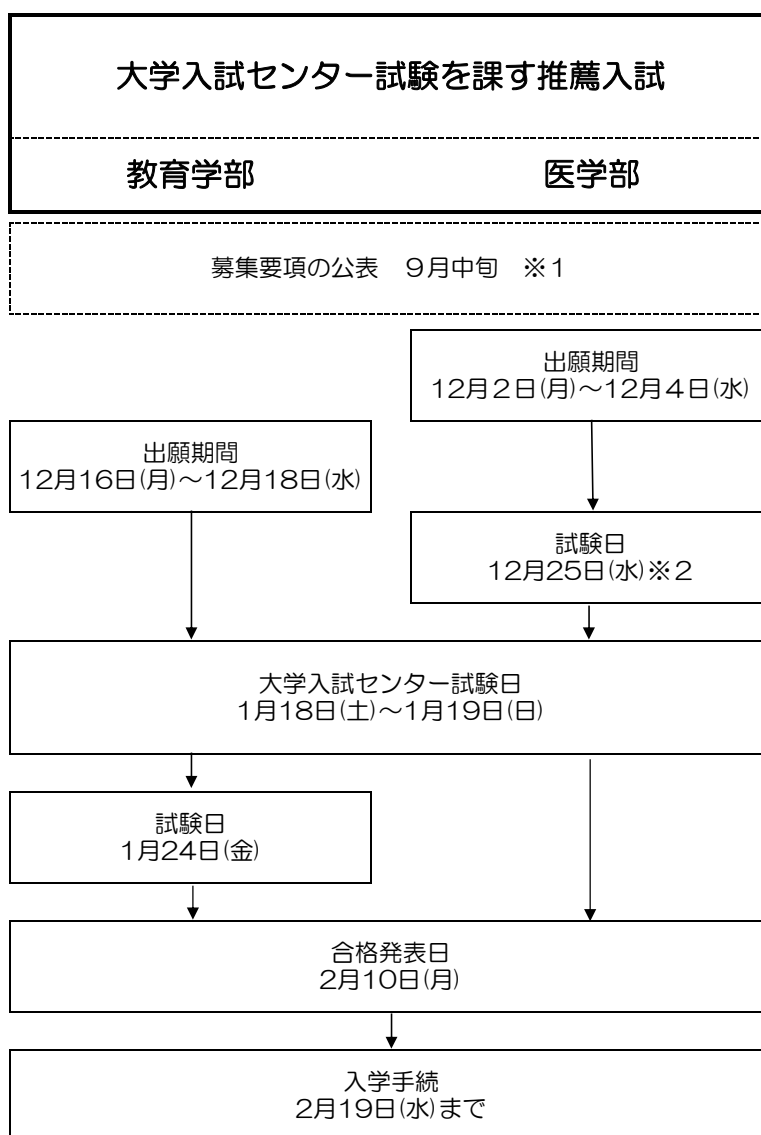 大学入試センター試験を課す推薦入試
教育学部 医学部
募集要項の公表 9月中旬 ※1
出願期間
12月2日(月)～12月4日(水)
出願期間
12月16日(月)～12月18日(水)
試験日
12月25日(水)※2
大学入試センター試験日
1月18日(土)～1月19日(日)
試験日
1月24日(金)
合格発表日
2月10日(月)
入学手続
2月19日(水)まで